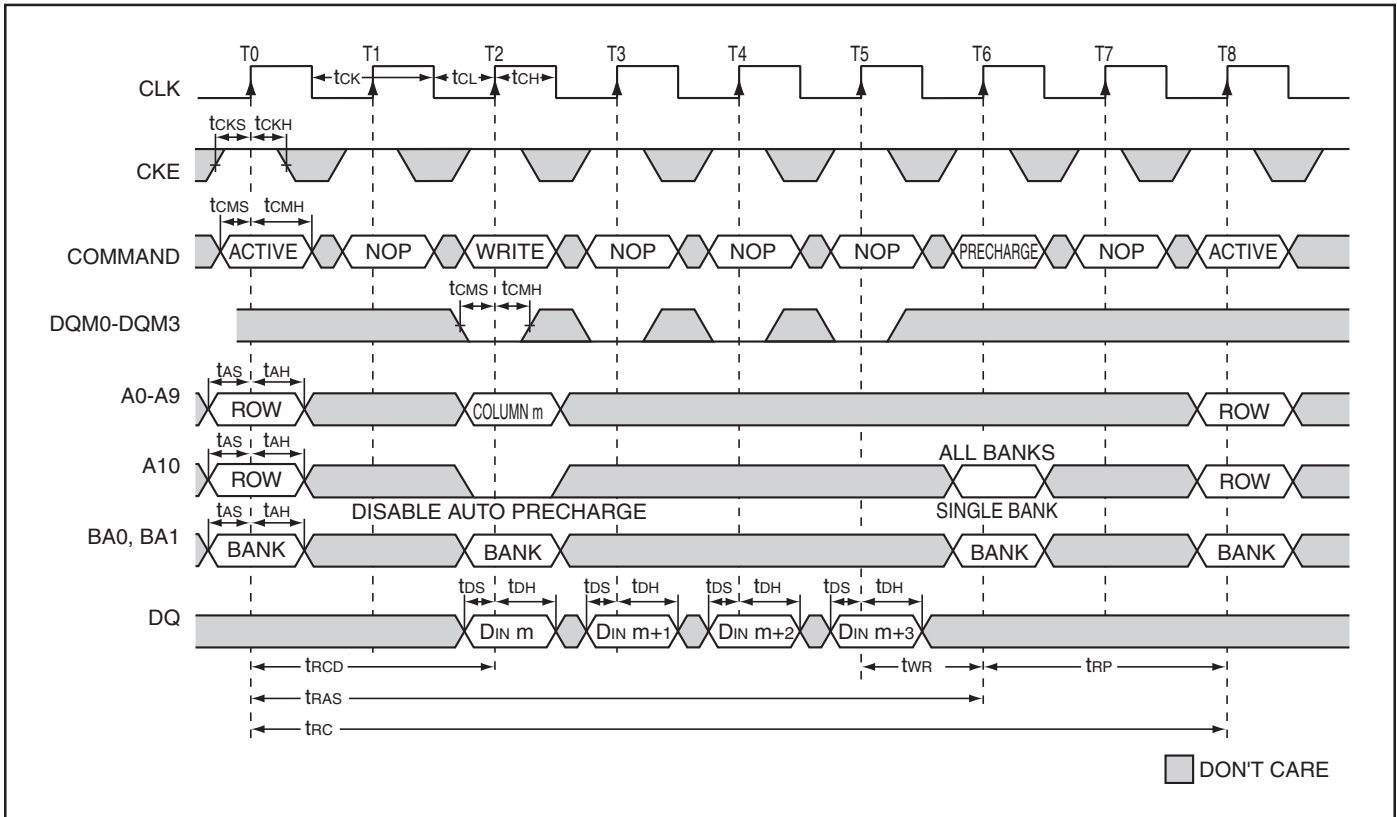 T0 T1 T2 T3 T4 T5 T6 T7 T8
tCK tCL tCH
CLK
tCKS tCKH
CKE
tCMS tCMH
COMMAND ACTIVE NOP WRITE NOP NOP NOP PRECHARGE NOP ACTIVE
tCMS tCMH
DQM0-DQM3
tAS tAH
A0-A9 ROW COLUMN m ROW
tAS tAH ALL BANKS
A10 ROW ROW
tAS tAH DISABLE AUTO PRECHARGE SINGLE BANK
BA0, BA1 BANK BANK BANK BANK
tDS tDH tDS tDH tDS tDH tDS tDH
DQ DIN m DIN m+1 DIN m+2 DIN m+3
tRCD tWR tRP
tRAS
tRC
DON'T CARE